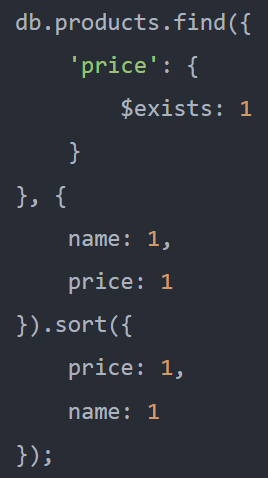 db.products.find({
    'price': {
        $exists: 1
    }
}, {
    name: 1,
    price: 1
}).sort({
    price: 1,
    name: 1
});